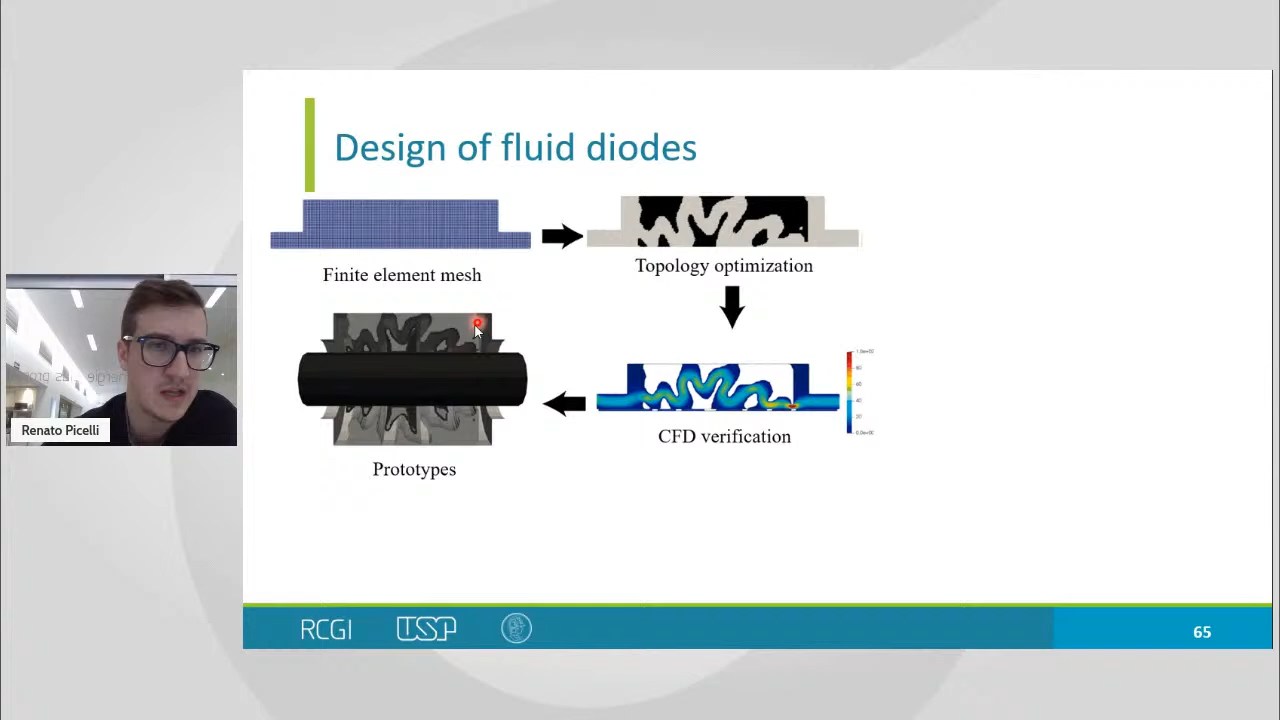 Design of fluid diodes
Finite element mesh
Topology optimization
Prototypes
CFD verification
Renato Picelli
RCGI
USP
65